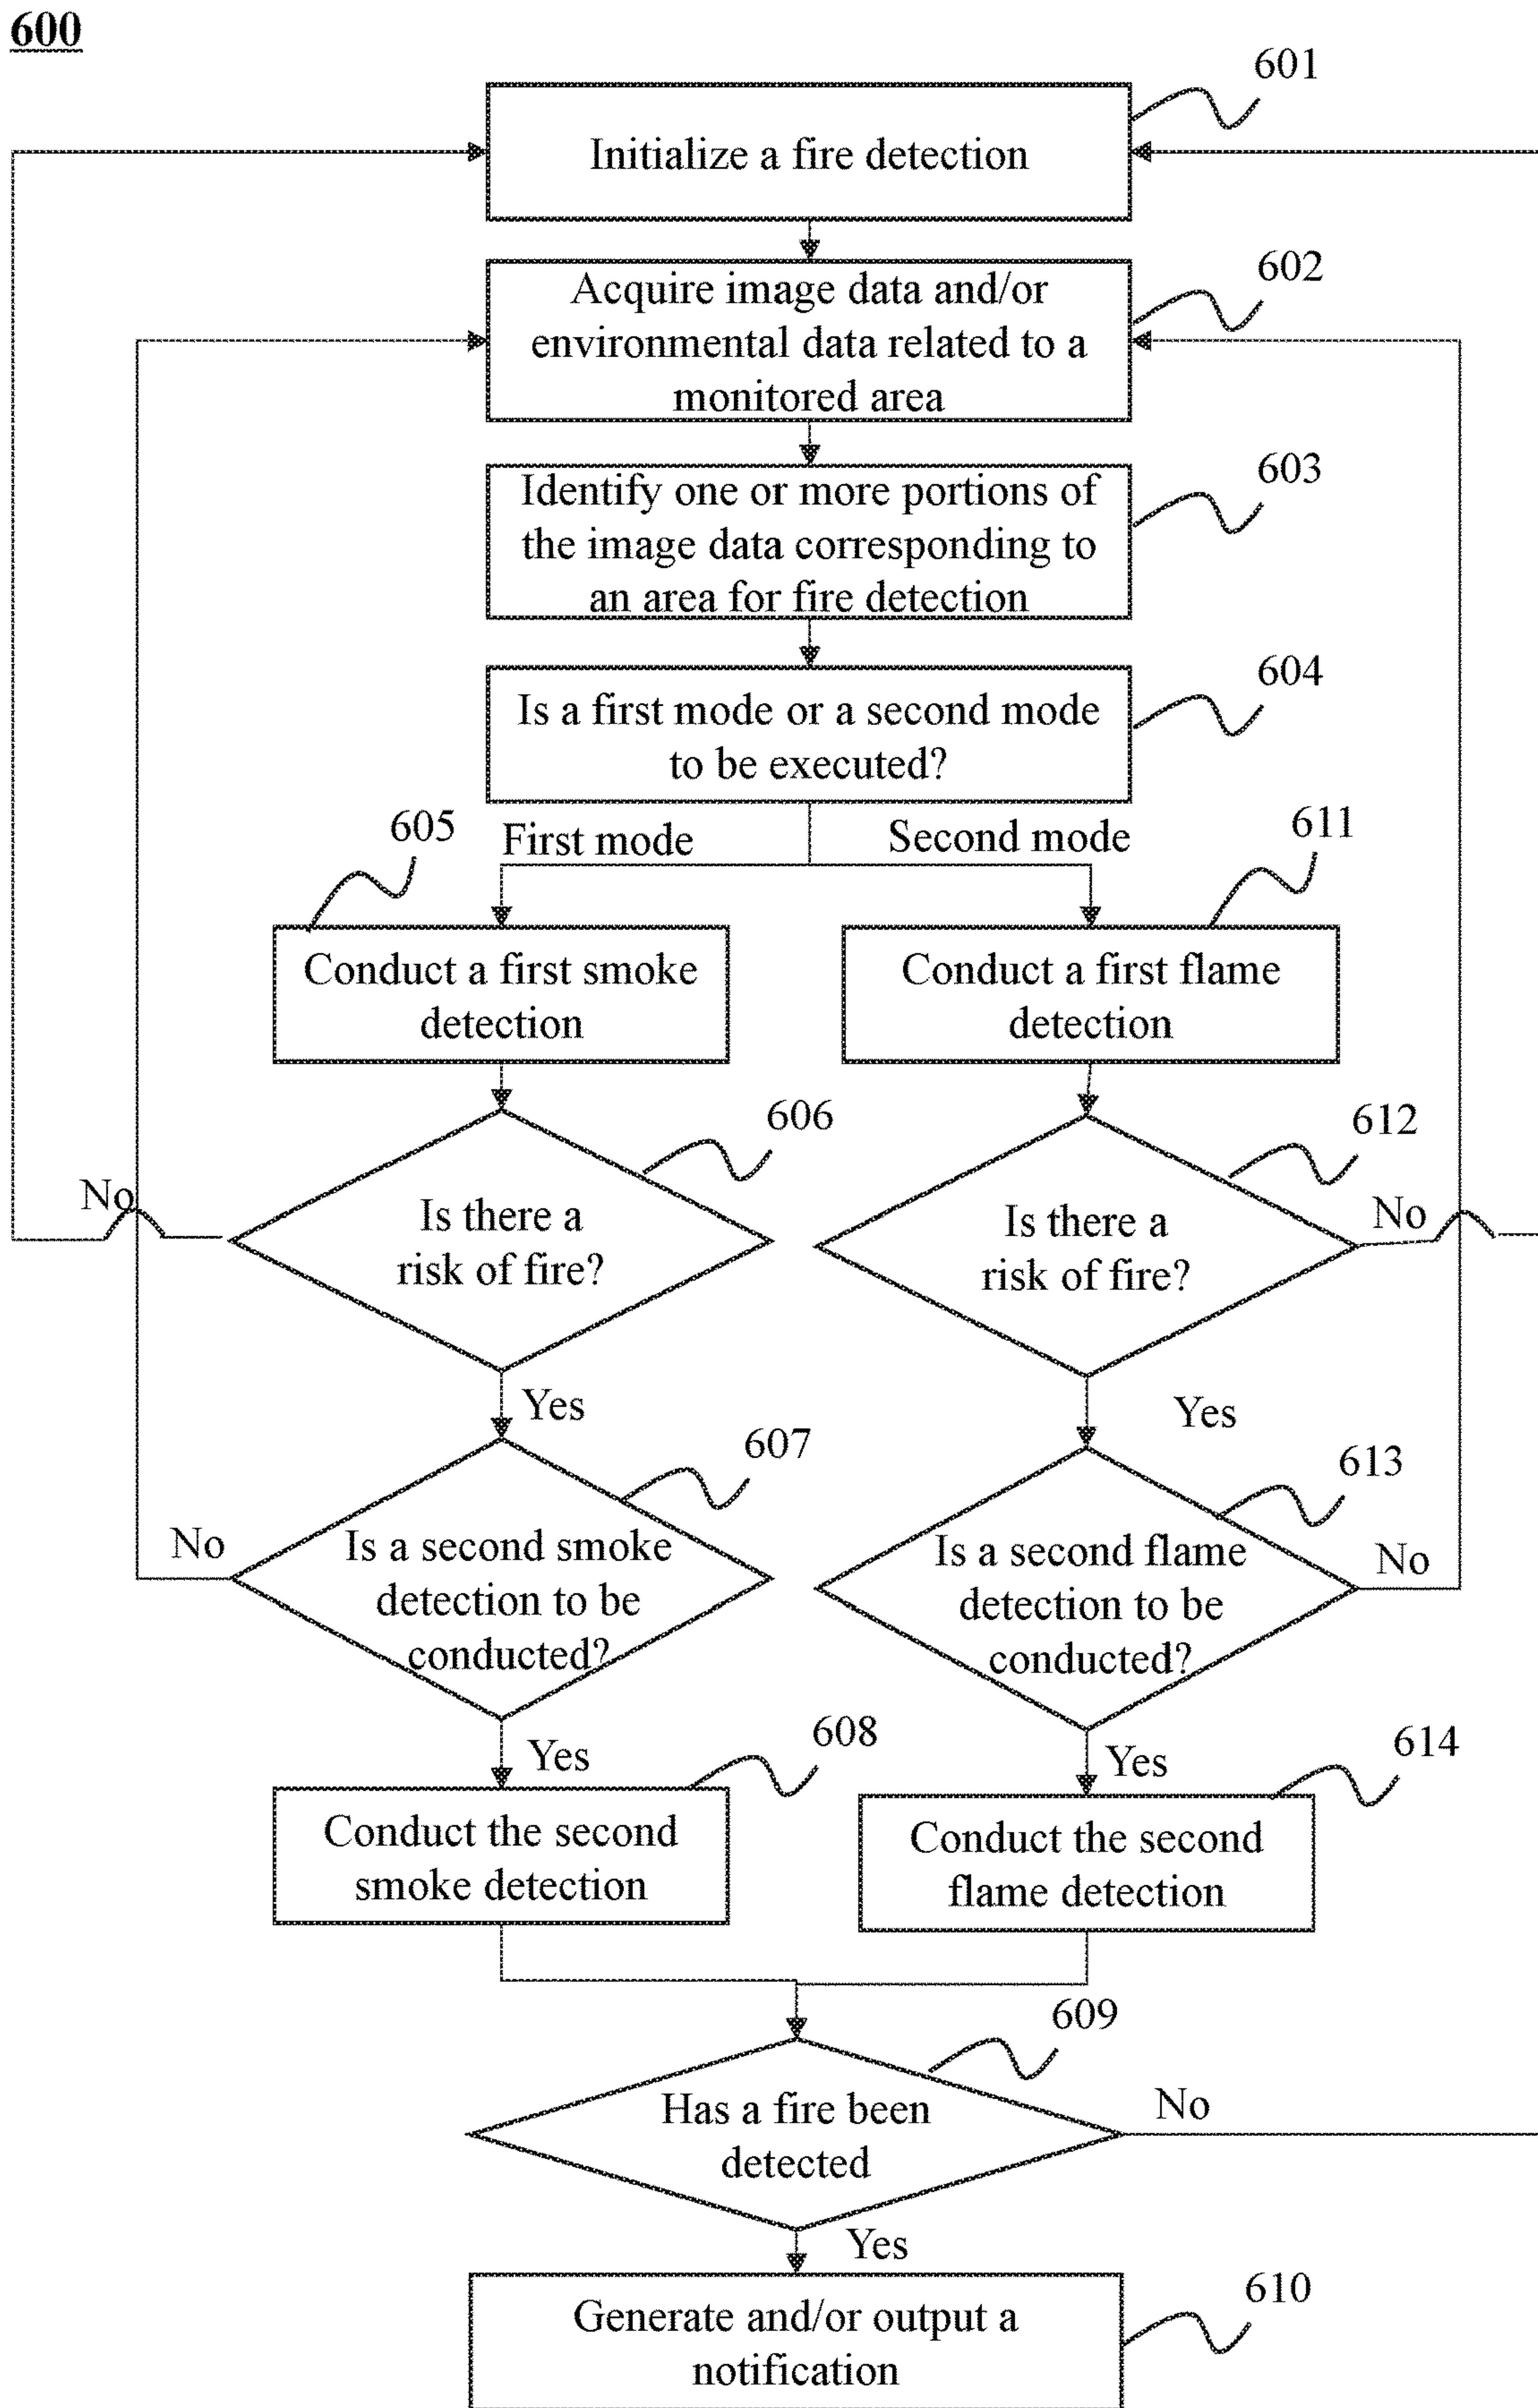 600
601
Initialize a fire detection
602
Acquire image data and/or
environmental data related to a
monitored area
603
Identify one or more portions of
the image data corresponding to
an area for fire detection
604
Is a first mode or a second mode
to be executed?
605
First mode
Second mode
611
Conduct a first smoke
detection
Conduct a first flame
detection
606
612
No
Is there a
risk of fire?
Is there a
risk of fire?
No
Yes
Yes
607
613
No
Is a second smoke
detection to be
conducted?
Is a second flame
detection to be
conducted?
No
Yes
608
Yes
614
Conduct the second
smoke detection
Conduct the second
flame detection
609
Has a fire been
detected
No
Yes
610
Generate and/or output a
notification